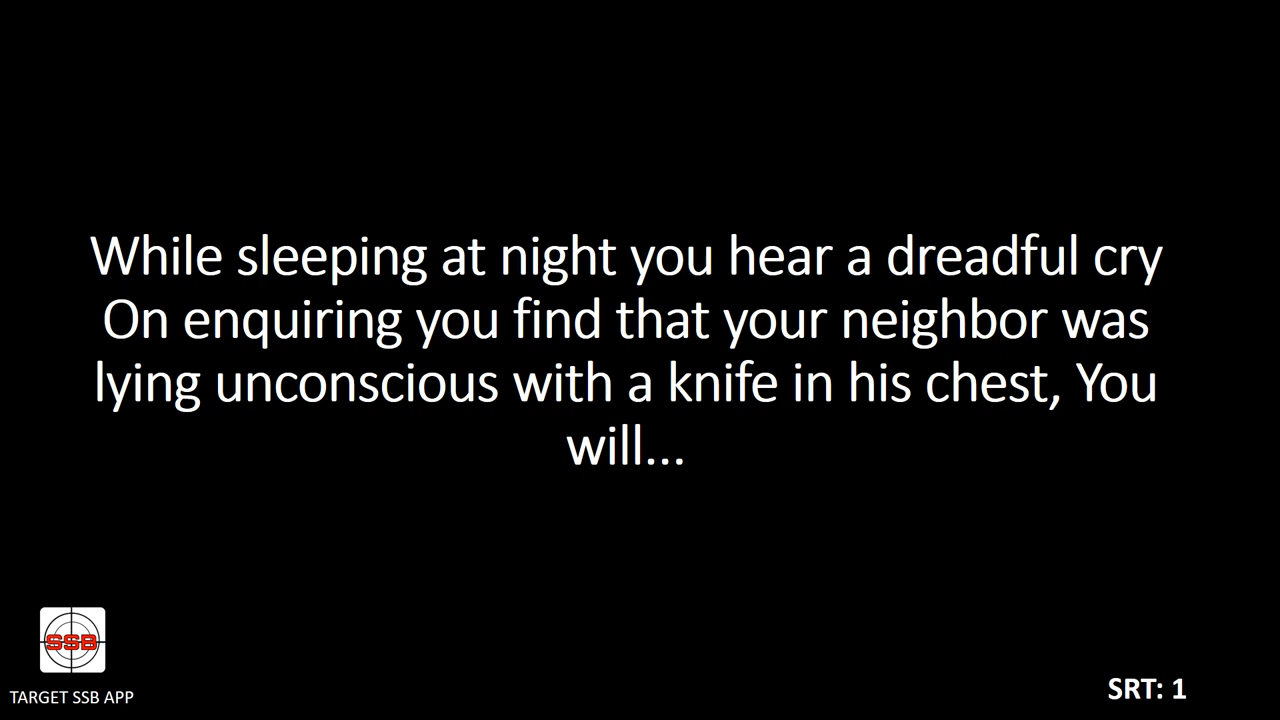 While sleeping at night you hear a dreadful cry
On enquiring you find that your neighbor was
lying unconscious with a knife in his chest, You
will...
SSB
TARGET SSB APP
SRT: 1